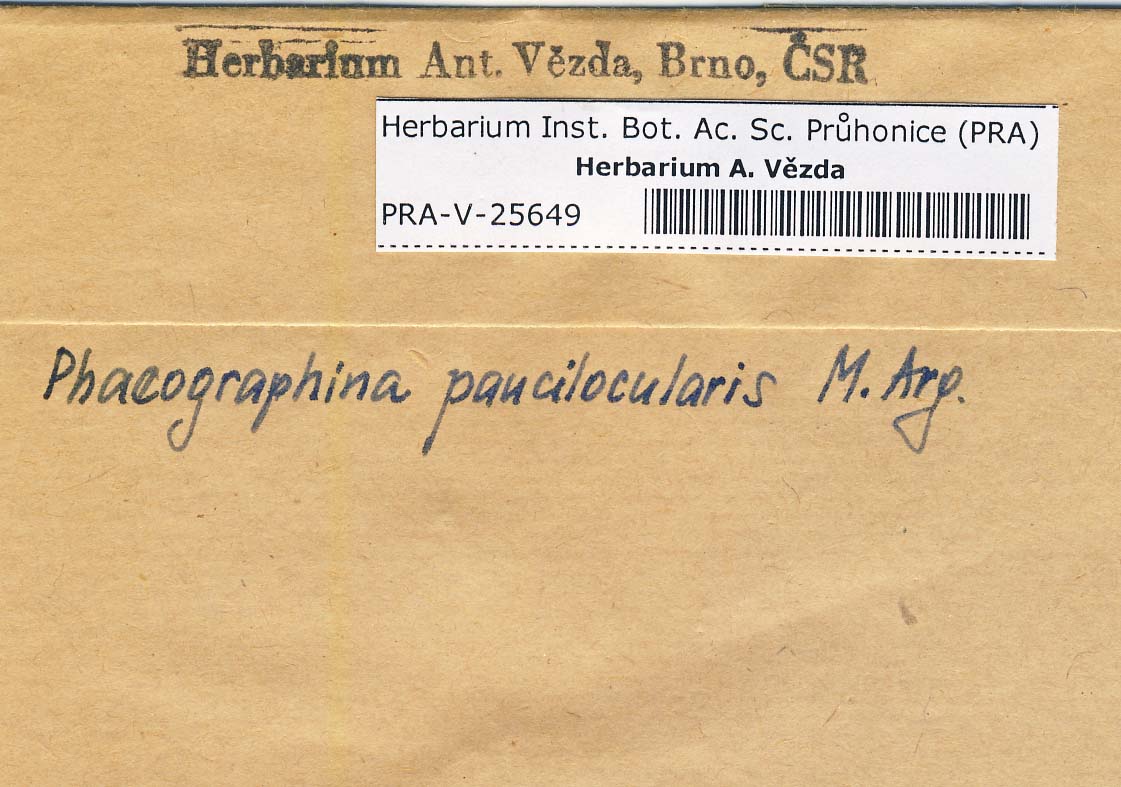 Herbarium Ant. Vězda, Brno, ČSR
Herbarium Inst. Bot. Ac. Sc. Průhonice (PRA)
Herbarium A. Vězda
PRA-V-25649
Phaeographina paucilocularis M. Arg.